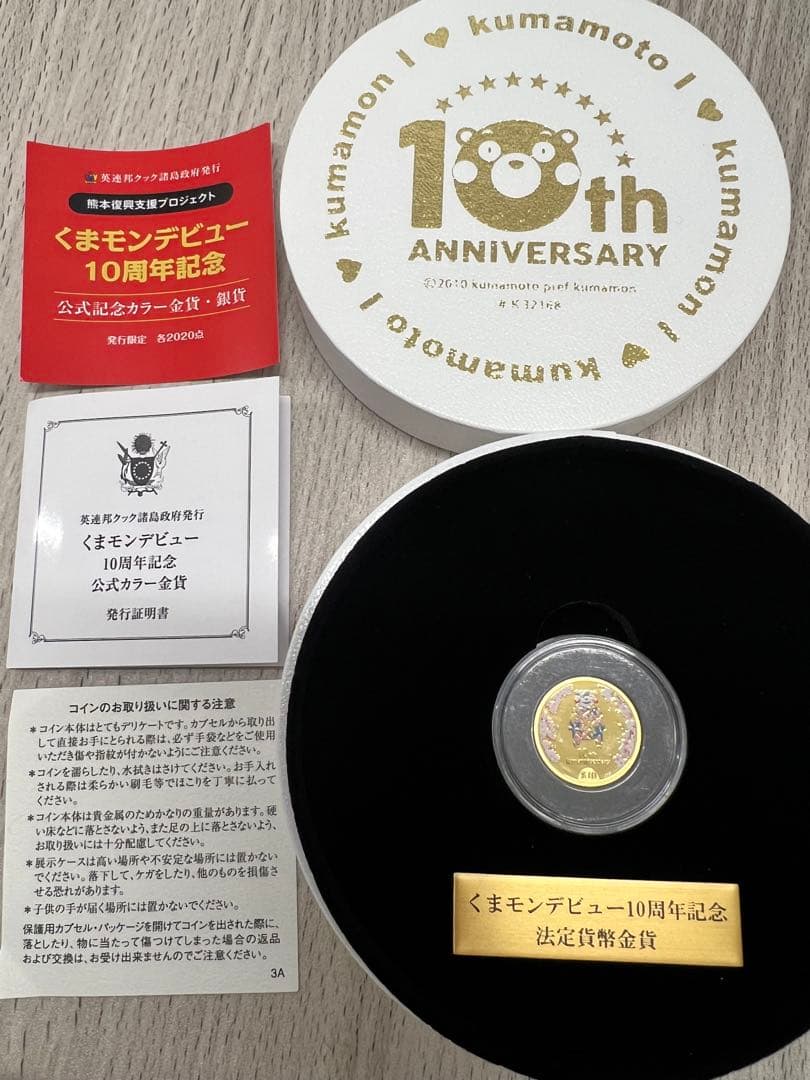 英連邦クック諸島政府発行
熊本復興支援プロジェクト
くまモンデビュー
10周年記念
公式記念カラー金貨・銀貨
発行限定 各2020点
kumamoto I ♥ kumamon I ♥ kumamoto I ♥ kumamon I ♥
10th
ANNIVERSARY
©2010 kumamoto pref kumamon
# K32168
英連邦クック諸島政府発行
くまモンデビュー
10周年記念
公式カラー金貨
発行証明書
コインのお取り扱いに関する注意
*コイン本体はとてもデリケートです。カプセルから取り出
して直接お手にとられる際は、必ず手袋などをご使用
いただき傷や指紋が付かないようにご注意ください。
*コインを濡らしたり、水拭きはさけてください。お手入れ
される際は柔らかい刷毛等でほこりを丁寧に払って
ください。
*コイン本体は貴金属のためかなりの重量があります。硬
い床などに落とさないよう、また足の上に落とさないよう、
お取り扱いには十分配慮してください。
*展示ケースは高い場所や不安定な場所には置かない
でください。落下して、ケガをしたり、他のものを損傷さ
せる恐れがあります。
*子供の手が届く場所には置かないでください。
保護用カプセル・パッケージを開けてコインを出された際に、
落としたり、物に当たって傷つけてしまった場合の返品
および交換は、お受け出来ませんのでご注意ください。
3A
くまモンデビュー10周年記念
法定貨幣金貨